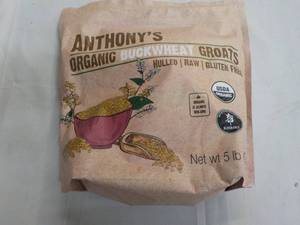 ANTHONY'S
ORGANIC BUCKWHEAT GROATS
HULLED | RAW | GLUTEN FREE
USDA
ORGANIC
Net wt 5 lb